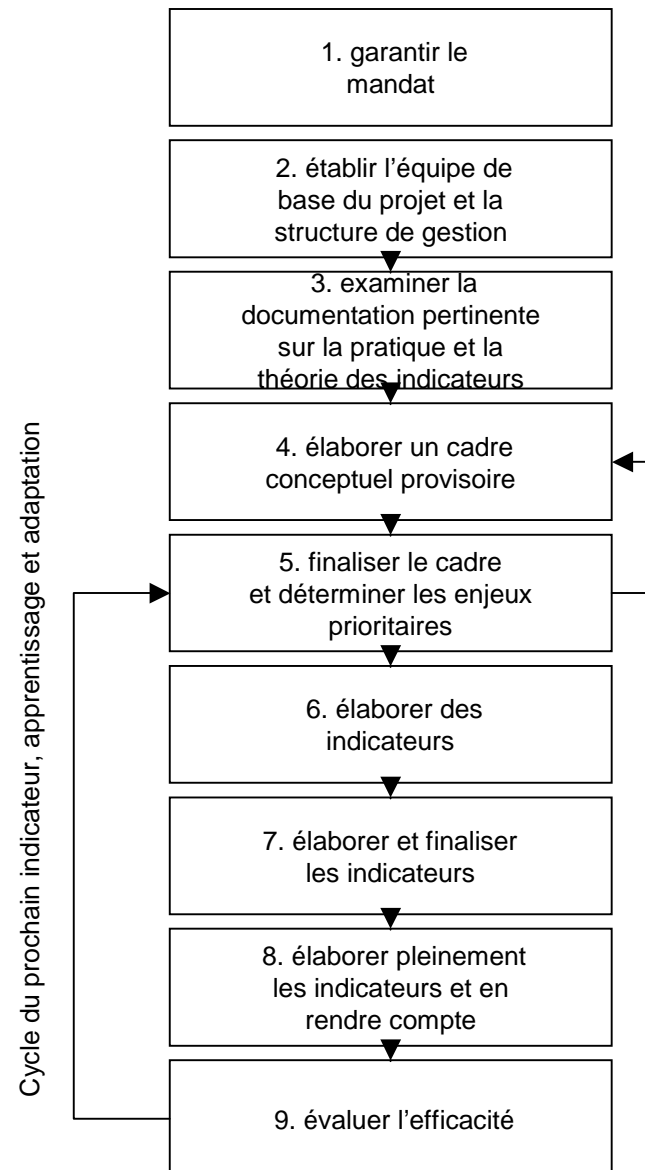 1. garantir le
mandat
2. établir l’équipe de
base du projet et la
structure de gestion
3. examiner la
documentation pertinente
sur la pratique et la
théorie des indicateurs
4. élaborer un cadre
conceptuel provisoire
5. finaliser le cadre
et déterminer les enjeux
prioritaires
6. élaborer des
indicateurs
7. élaborer et finaliser
les indicateurs
8. élaborer pleinement
les indicateurs et en
rendre compte
9. évaluer l’efficacité
Cycle du prochain indicateur, apprentissage et adaptation